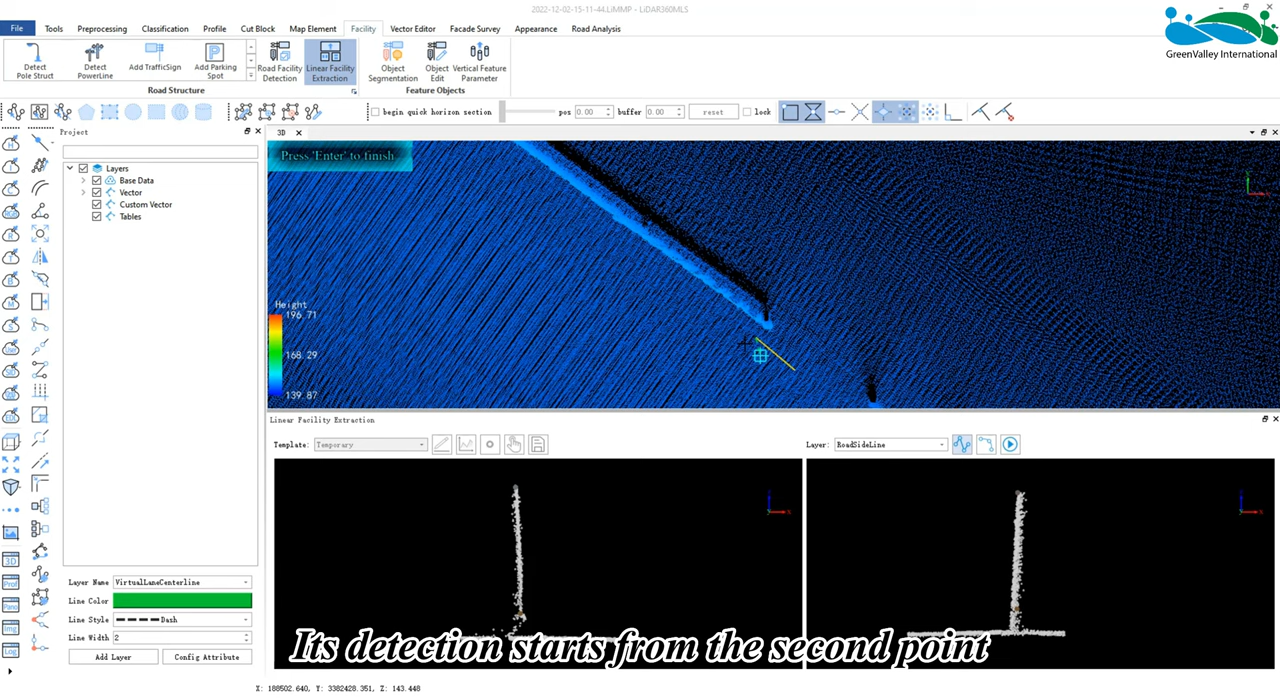 2022-12-02-15-11-44.LiMMP - LiDAR360MLS
File Tools Preprocessing Classification Profile Cut Block Map Element Facility Vector Editor Facade Survey Appearance Road Analysis
Detect Pole Struct
Detect Powerline
Add TrafficSign
Add Parking Spot
Road Facility Detection
Linear Facility Extraction
Object Segmentation
Object Edit
Vertical Feature Parameter
Road Structure
Feature Objects
GreenValley International
begin quick horizon section pos 0.00 buffer 0.00 reset lock
Project
3D
Layers
Base Data
Vector
Custom Vector
Tables
Press 'Enter' to finish
Height
196.71
168.29
139.87
Linear Facility Extraction
Template: Temporary
Layer: RoadSideLine
Layer Name VirtualLaneCenterline
Line Color
Line Style Dash
Line Width 2
Add Layer Config Attribute
Its detection starts from the second point
X: 188502.640, Y: 3382428.351, Z: 143.448